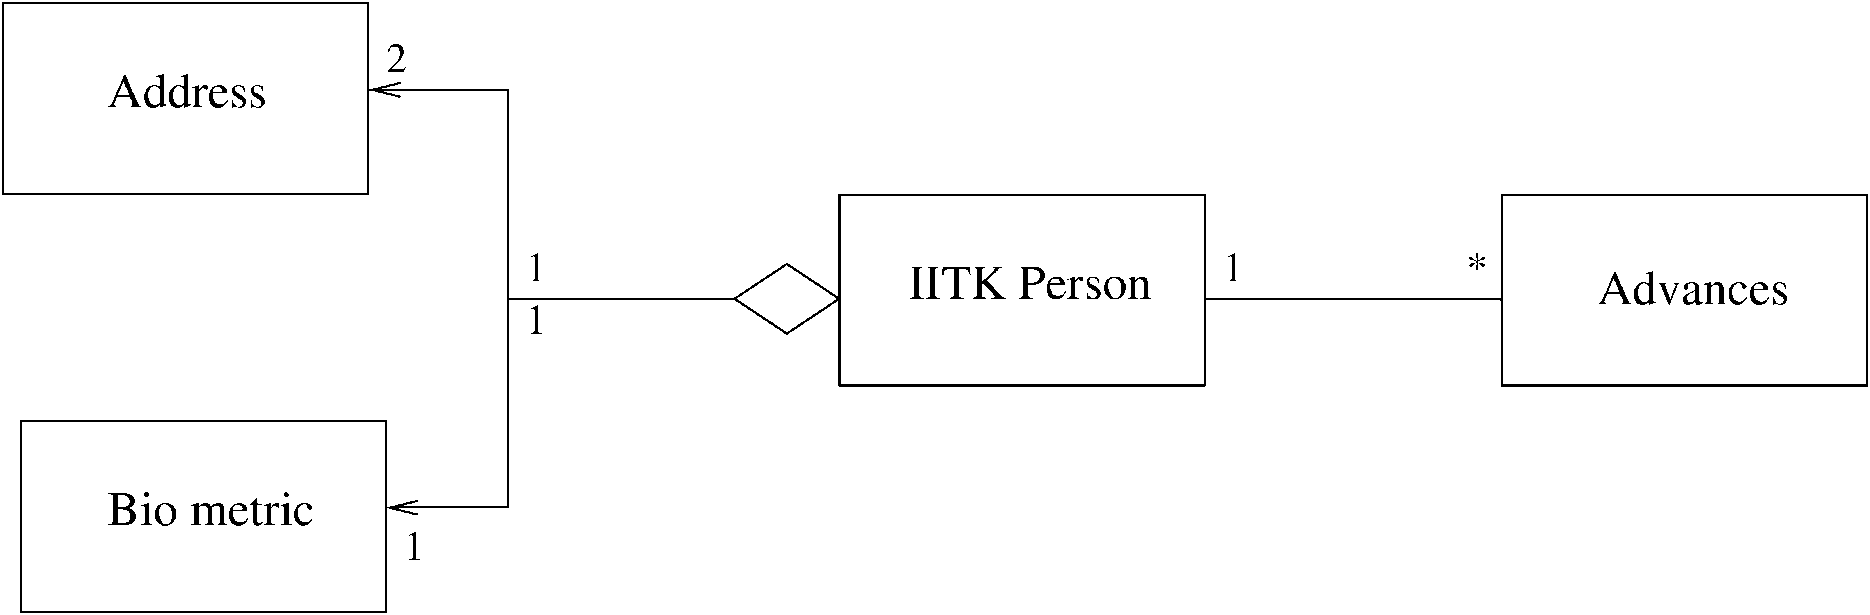 2
Address
1
1
IITK Person
1
*
Advances
Bio metric
1